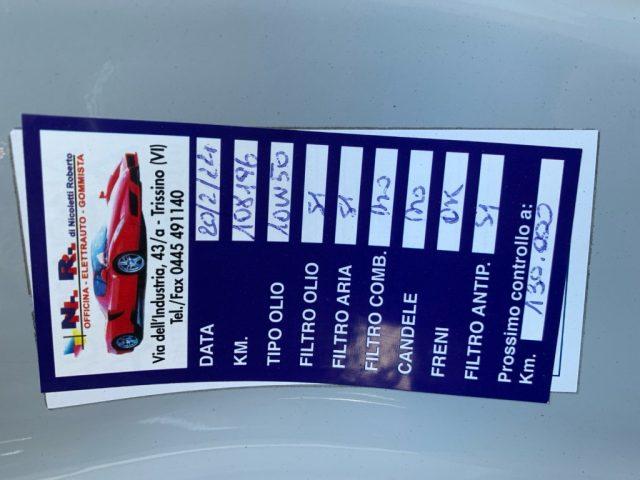 N. R.
di Nicoletti Roberto
OFFICINA - ELETTRAUTO - GOMMISTA
Via dell'Industria, 43/a - Trissino (VI)
Tel./Fax 0445 491140
DATA 20/2/24
KM. 108196
TIPO OLIO 10W50
FILTRO OLIO SI
FILTRO ARIA SI
FILTRO COMB. NO
CANDELE NO
FRENI OK
FILTRO ANTIP. SI
Prossimo controllo a:
Km. 130.000